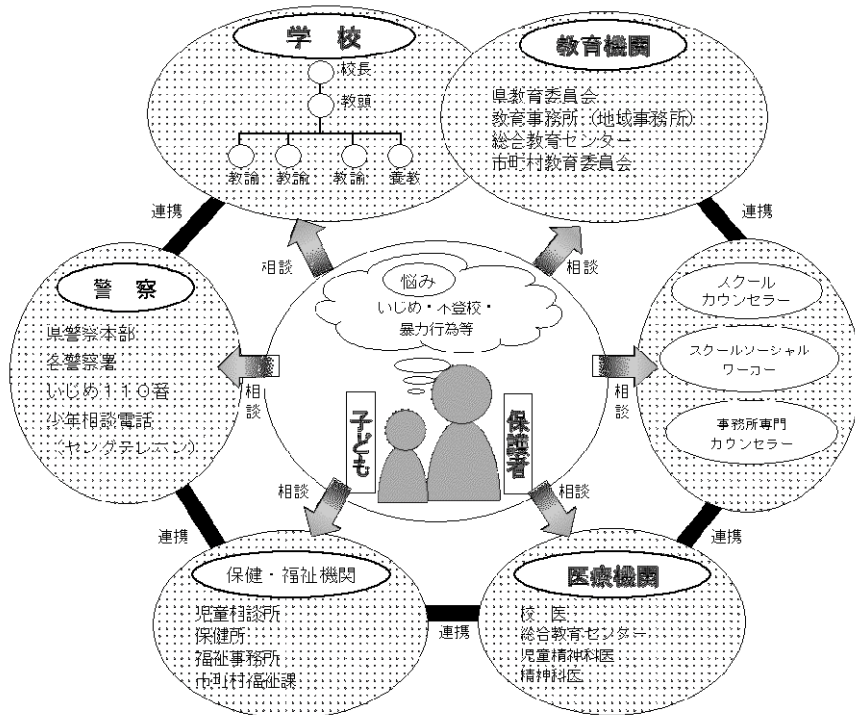 学 校
校長
教頭
教諭 教諭 教諭 養教
教育機関
県教育委員会
教育事務所（地域事務所）
総合教育センター
市町村教育委員会
連携
連携
相談
相談
悩み
いじめ・不登校・
暴力行為等
警 察
県警察本部
各警察署
いじめ１１０番
少年相談電話
（ヤングテレホン）
相談
相談
スクール
カウンセラー
スクールソーシャル
ワーカー
事務所専門
カウンセラー
子ども
保護者
相談
相談
連携
連携
保健・福祉機関
児童相談所
保健所
福祉事務所
市町村福祉課
連携
医療機関
校 医
総合教育センター
児童精神科医
精神科医